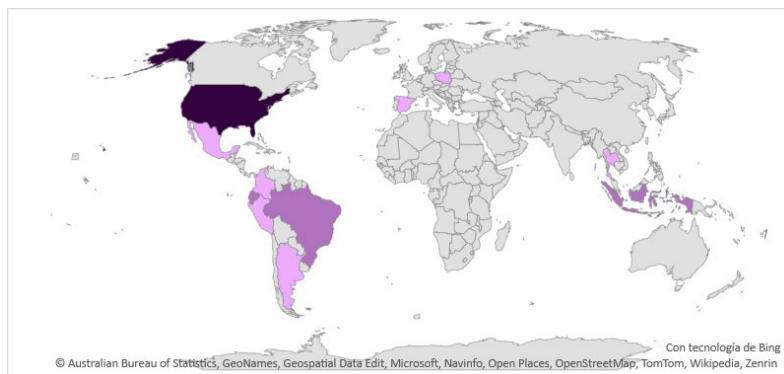 Con tecnología de Bing
© Australian Bureau of Statistics, GeoNames, Geospatial Data Edit, Microsoft, Navinfo, Open Places, OpenStreetMap, TomTom, Wikipedia, Zenrin